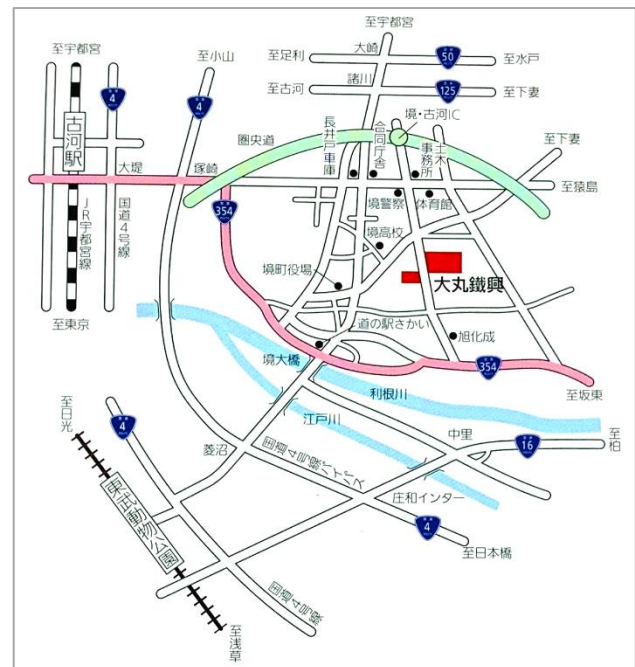 至宇都宮
至宇都宮
至小山
至足利
大崎
50
至水戸
4
4
至古河
諸川
125
至下妻
古河駅
長井戸車庫
合同庁舎
境・古河IC
土木事務所
至下妻
圏央道
大堤
塚崎
至猿島
354
境警察
体育館
JR宇都宮線
国道4号線
境高校
境町役場
大丸鐵興
至東京
道の駅さかい
旭化成
境大橋
354
利根川
至坂東
至日光
4
江戸川
菱沼
国道4号線バイパス
中里
16
至柏
東武動物公園
庄和インター
4
至日本橋
国道4号線
至浅草